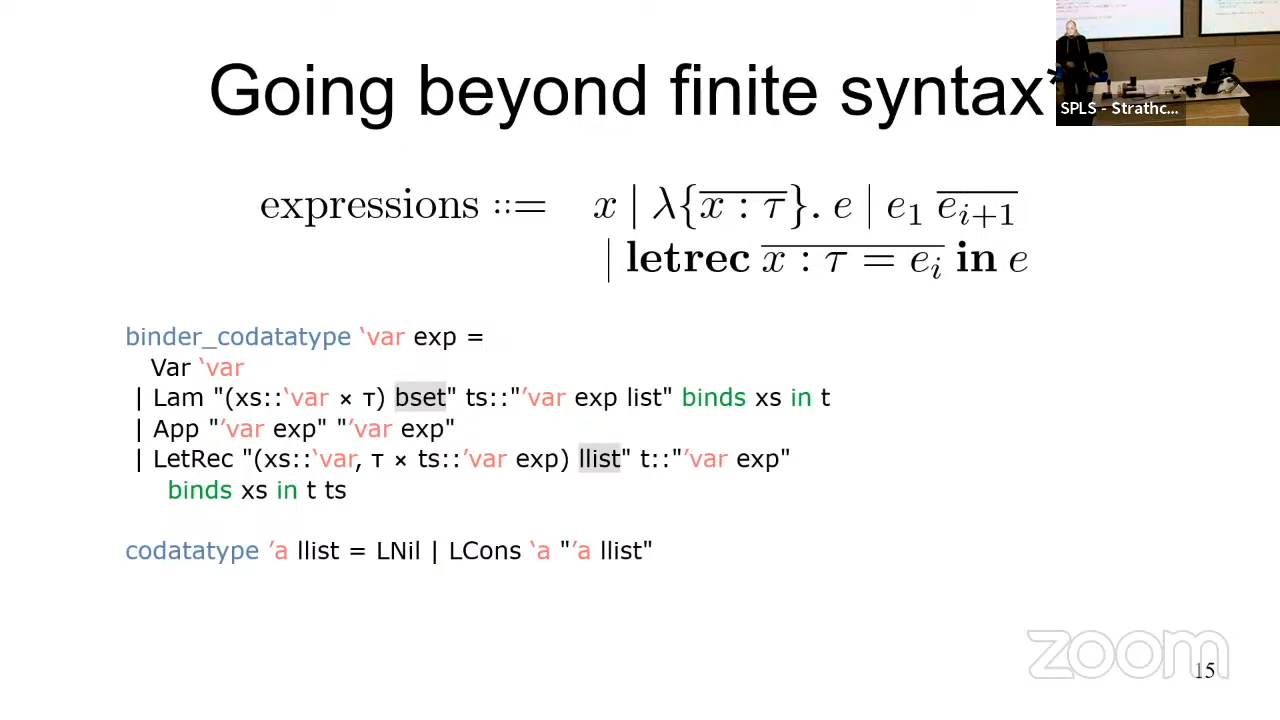 Going beyond finite syntax*
SPLS - Strathc...
expressions ::= x | λ{x : τ}. e | e₁ eᵢ₊₁
| letrec x : τ = eᵢ in e
binder_codatatype ‘var exp =
Var ‘var
| Lam "(xs::‘var × τ) bset" ts::"’var exp list" binds xs in t
| App "’var exp" "’var exp"
| LetRec "(xs::‘var, τ × ts::’var exp) llist" t::"’var exp"
binds xs in t ts
codatatype ’a llist = LNil | LCons ‘a "’a llist"
zoom
15